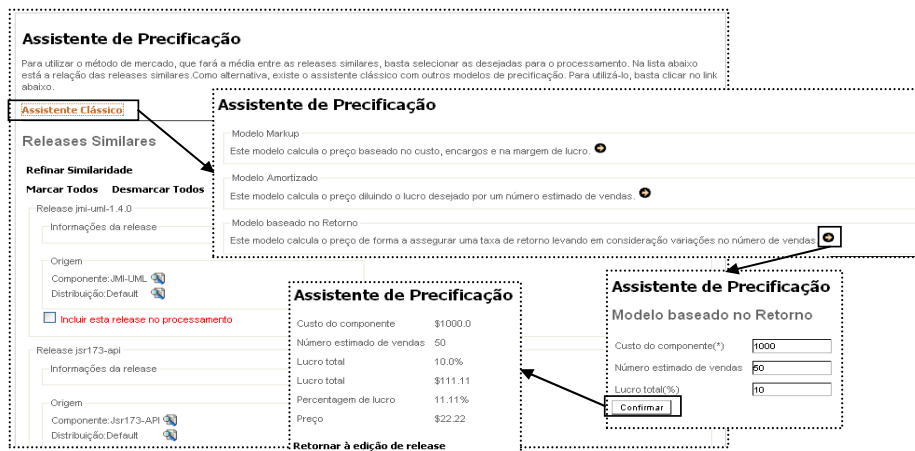 Assistente de Precificação
Para utilizar o método de mercado, que fará a média entre as releases similares, basta selecionar as desejadas para o processamento. Na lista abaixo
está a relação das releases similares.Como alternativa, existe o assistente clássico com outros modelos de precificação. Para utilizá-lo, basta clicar no link
abaixo.
Assistente Clássico
Releases Similares
Refinar Similaridade
Marcar Todos Desmarcar Todos
Release jmi-uml-1.4.0
Informações da release
Origem
Componente:JMI-UML
Distribuição:Default
Incluir esta release no processamento
Release jsr173-api
Informações da release
Origem
Componente:Jsr173-API
Distribuição:Default
Assistente de Precificação
Modelo Markup
Este modelo calcula o preço baseado no custo, encargos e na margem de lucro.
Modelo Amortizado
Este modelo calcula o preço diluindo o lucro desejado por um número estimado de vendas.
Modelo baseado no Retorno
Este modelo calcula o preço de forma a assegurar uma taxa de retorno levando em consideração variações no número de vendas
Assistente de Precificação
Modelo baseado no Retorno
Custo do componente(*) 1000
Número estimado de vendas 50
Lucro total(%) 10
Confirmar
Assistente de Precificação
Custo do componente $1000.0
Número estimado de vendas 50
Lucro total 10.0%
Lucro total $111.11
Percentagem de lucro 11.11%
Preço $22.22
Retornar à edição de release